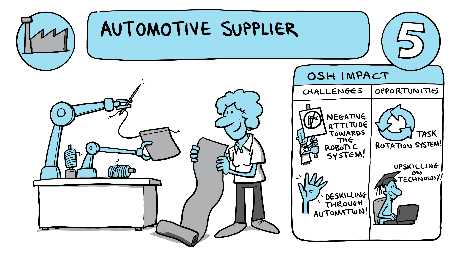 AUTOMOTIVE SUPPLIER
5
OSH IMPACT
CHALLENGES
NEGATIVE
ATTITUDE
TOWARDS
THE
ROBOTIC
SYSTEM!
DESKILLING
THROUGH
AUTOMATION!
OPPORTUNITIES
TASK
ROTATION SYSTEM!
UPSKILLING
ON
TECHNOLOGY!